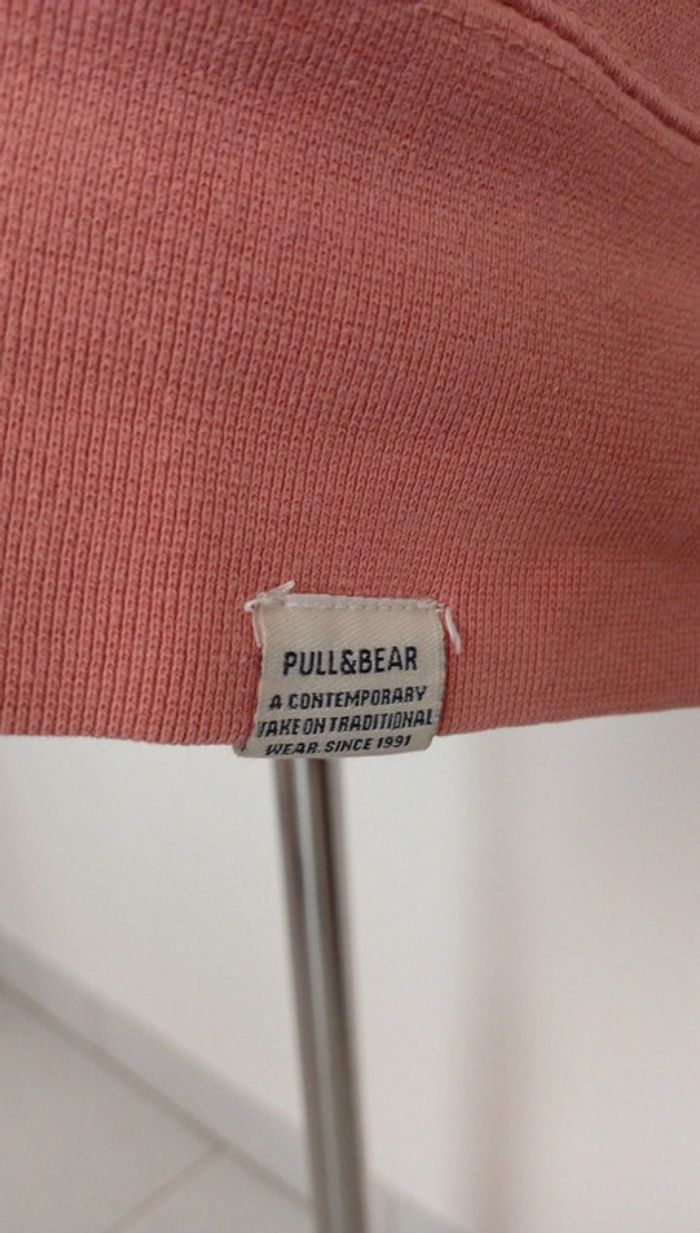 PULL&BEAR
A CONTEMPORARY
TAKE ON TRADITIONAL
WEAR. SINCE 1991